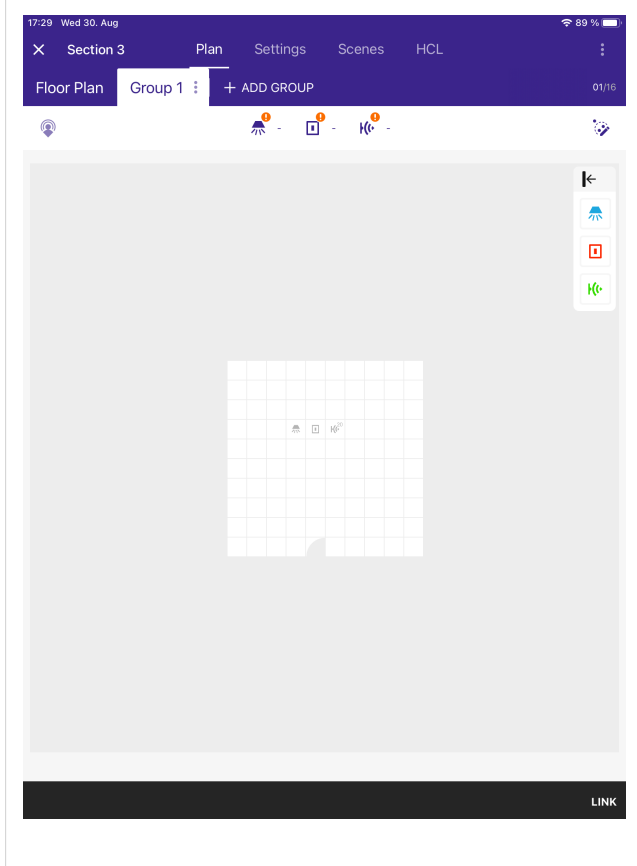 17:29 Wed 30. Aug 89 %
Section 3 Plan Settings Scenes HCL
Floor Plan Group 1 + ADD GROUP 01/16
! - ! - ! -
LINK